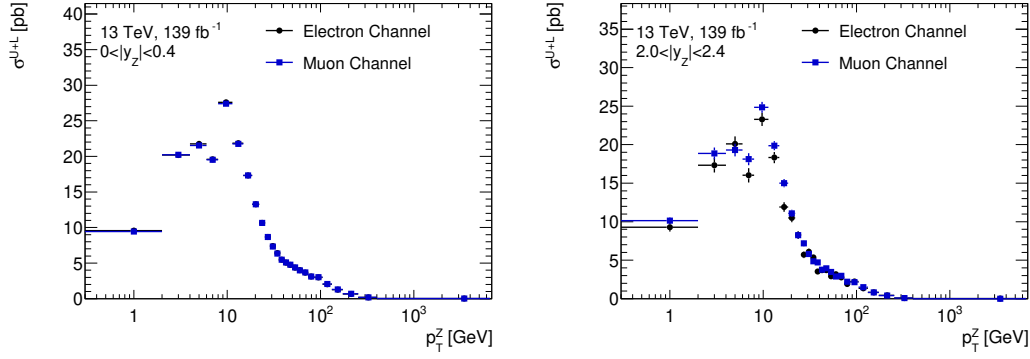 σ^{U+L} [pb]
40
35
30
25
20
15
10
5
0
13 TeV, 139 fb⁻¹
0<|y_Z|<0.4
Electron Channel
Muon Channel
1 10 10² 10³
p_T^Z [GeV]
σ^{U+L} [pb]
35
30
25
20
15
10
5
0
13 TeV, 139 fb⁻¹
2.0<|y_Z|<2.4
Electron Channel
Muon Channel
1 10 10² 10³
p_T^Z [GeV]